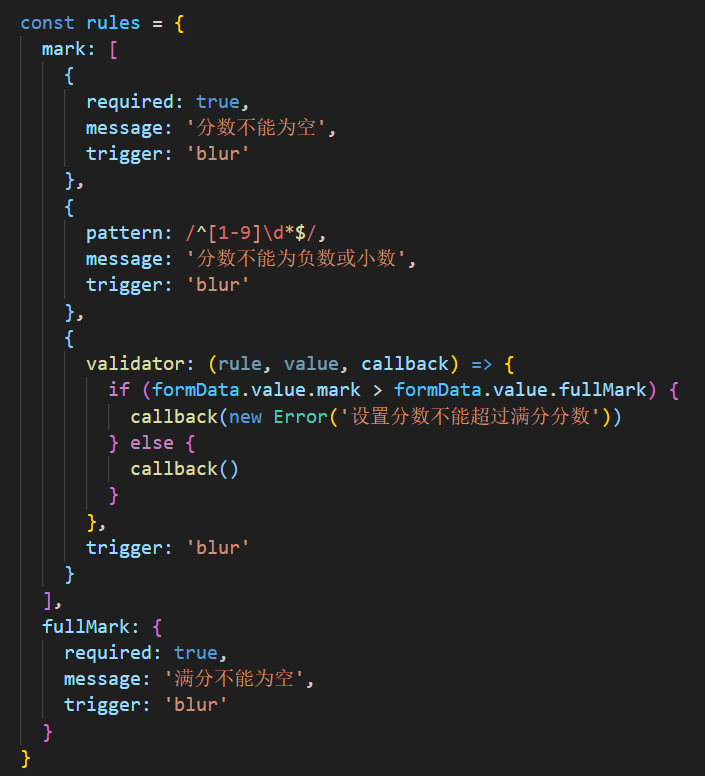 const rules = {
  mark: [
    {
      required: true,
      message: '分数不能为空',
      trigger: 'blur'
    },
    {
      pattern: /^[1-9]\d*$/,
      message: '分数不能为负数或小数',
      trigger: 'blur'
    },
    {
      validator: (rule, value, callback) => {
        if (formData.value.mark > formData.value.fullMark) {
          callback(new Error('设置分数不能超过满分分数'))
        } else {
          callback()
        }
      },
      trigger: 'blur'
    }
  ],
  fullMark: {
    required: true,
    message: '满分不能为空',
    trigger: 'blur'
  }
}